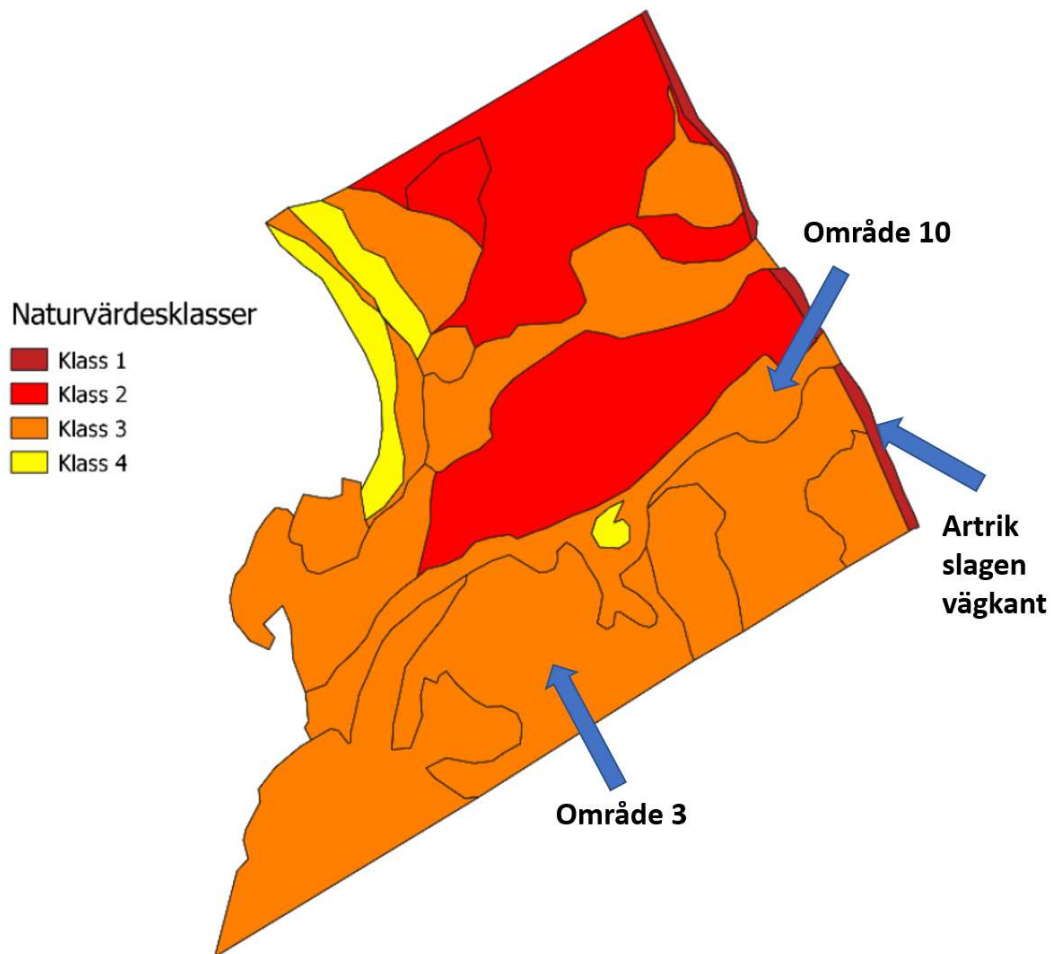 Område 10
Naturvärdesklasser
Klass 1
Klass 2
Klass 3
Klass 4
Artrik
slagen
vägkant
Område 3